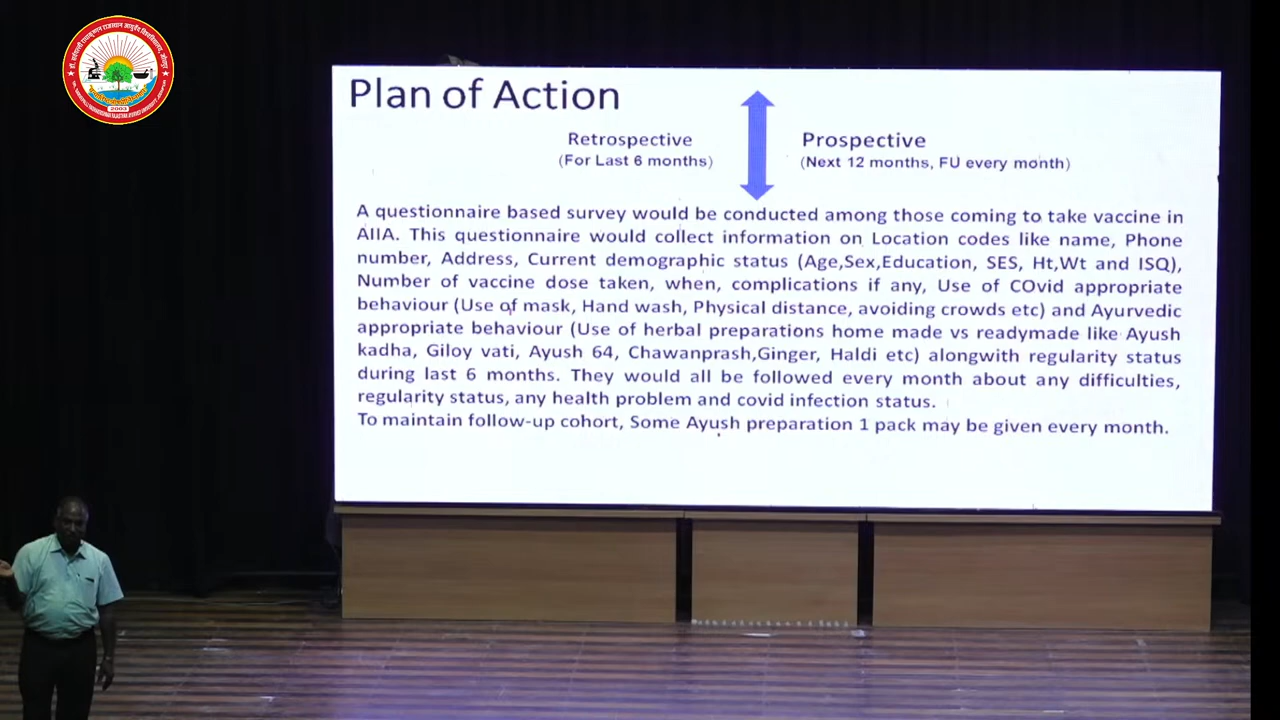 Plan of Action
Retrospective
(For Last 6 months)
Prospective
(Next 12 months, FU every month)
A questionnaire based survey would be conducted among those coming to take vaccine in
AIIA. This questionnaire would collect information on Location codes like name, Phone
number, Address, Current demographic status (Age,Sex,Education, SES, Ht,Wt and ISQ),
Number of vaccine dose taken, when, complications if any, Use of COvid appropriate
behaviour (Use of mask, Hand wash, Physical distance, avoiding crowds etc) and Ayurvedic
appropriate behaviour (Use of herbal preparations home made vs readymade like Ayush
kadha, Giloy vati, Ayush 64, Chawanprash,Ginger, Haldi etc) alongwith regularity status
during last 6 months. They would all be followed every month about any difficulties,
regularity status, any health problem and covid infection status.
To maintain follow-up cohort, Some Ayush preparation 1 pack may be given every month.
2003